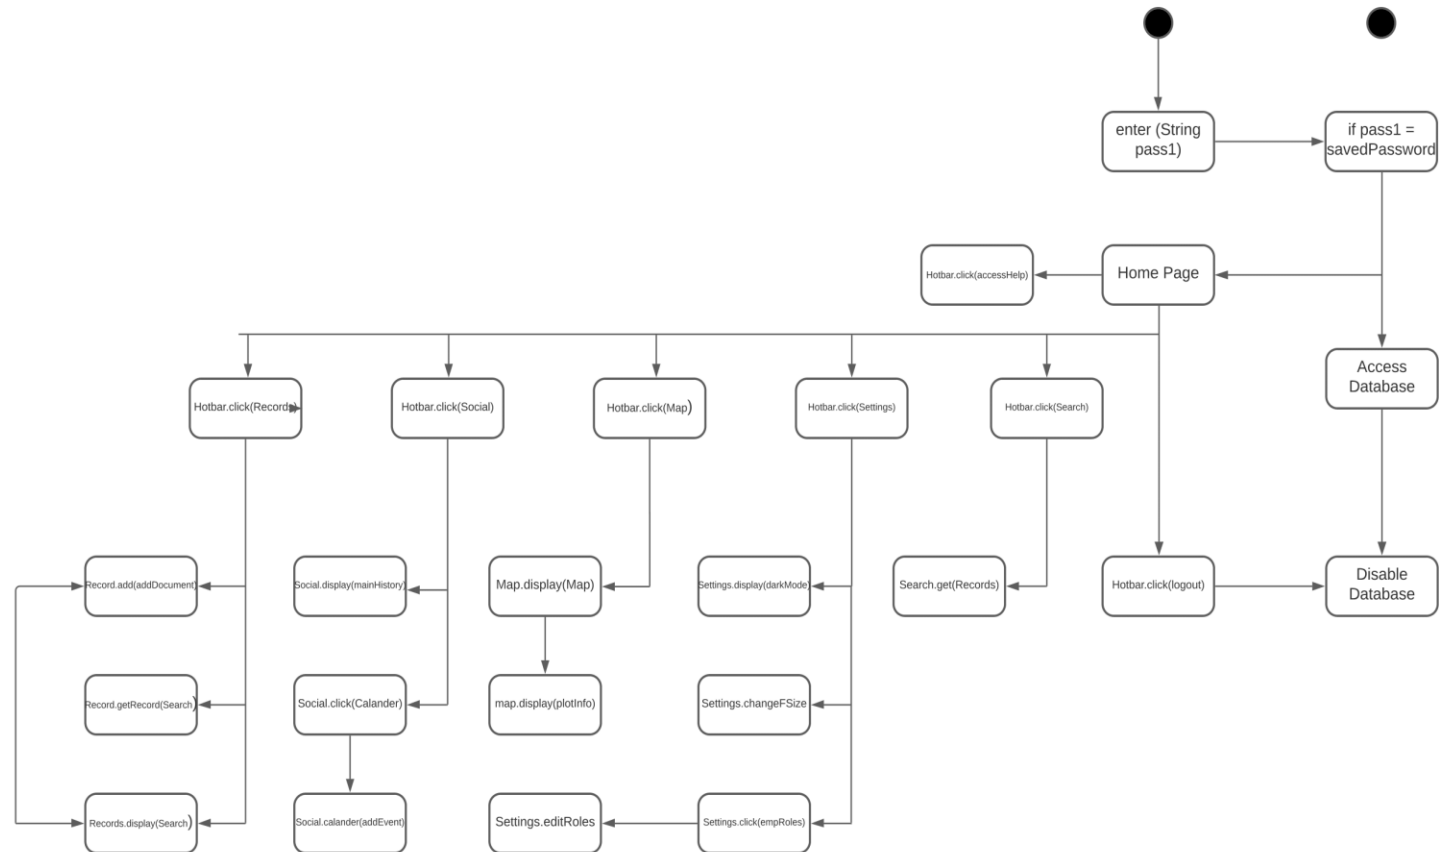 enter (String
pass1)
if pass1 =
savedPassword
Hotbar.click(accessHelp)
Home Page
Access
Database
Hotbar.click(Records)
Hotbar.click(Social)
Hotbar.click(Map)
Hotbar.click(Settings)
Hotbar.click(Search)
Record.add(addDocument)
Social.display(mainHistory)
Map.display(Map)
Settings.display(darkMode)
Search.get(Records)
Hotbar.click(logout)
Disable
Database
Record.getRecord(Search)
Social.click(Calander)
map.display(plotInfo)
Settings.changeFSize
Records.display(Search)
Social.calander(addEvent)
Settings.editRoles
Settings.click(empRoles)